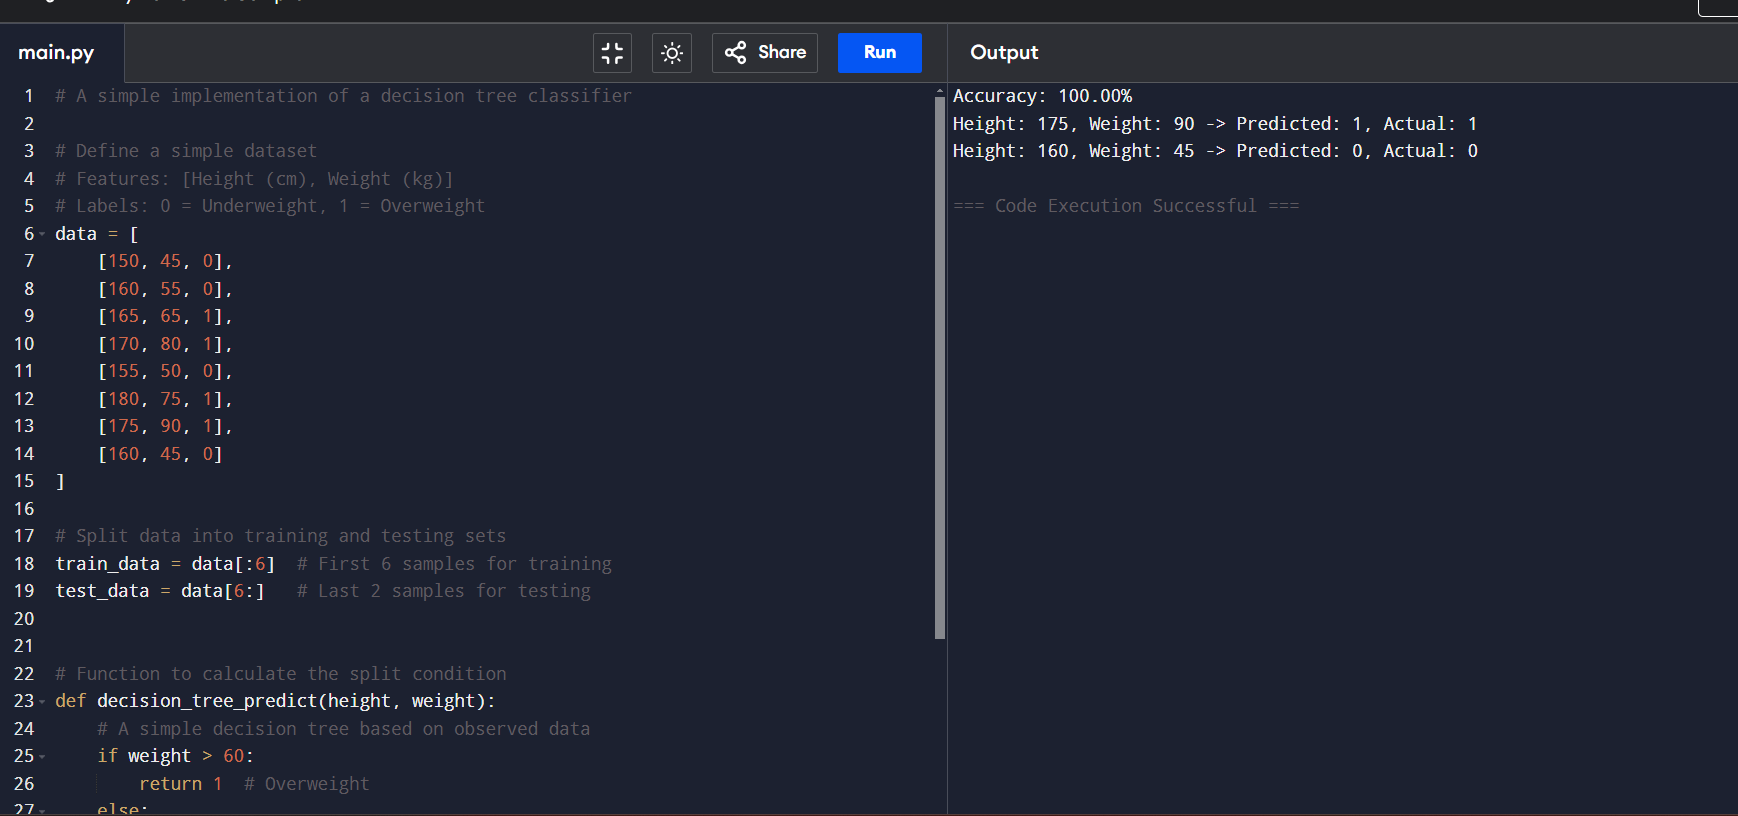 main.py
Share
Run
Output
1 # A simple implementation of a decision tree classifier
2
3 # Define a simple dataset
4 # Features: [Height (cm), Weight (kg)]
5 # Labels: 0 = Underweight, 1 = Overweight
6 data = [
7     [150, 45, 0],
8     [160, 55, 0],
9     [165, 65, 1],
10     [170, 80, 1],
11     [155, 50, 0],
12     [180, 75, 1],
13     [175, 90, 1],
14     [160, 45, 0]
15 ]
16
17 # Split data into training and testing sets
18 train_data = data[:6]  # First 6 samples for training
19 test_data = data[6:]   # Last 2 samples for testing
20
21
22 # Function to calculate the split condition
23 def decision_tree_predict(height, weight):
24     # A simple decision tree based on observed data
25     if weight > 60:
26         return 1  # Overweight
27     else:
Accuracy: 100.00%
Height: 175, Weight: 90 -> Predicted: 1, Actual: 1
Height: 160, Weight: 45 -> Predicted: 0, Actual: 0
=== Code Execution Successful ===